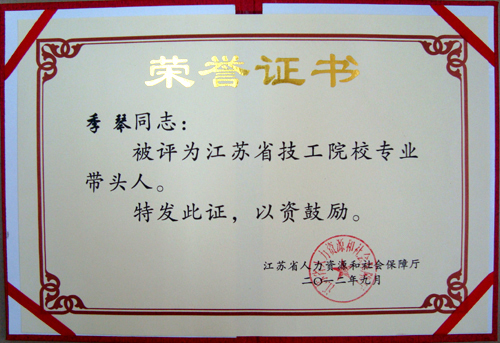 荣誉证书
季琴同志：
被评为江苏省技工院校专业
带头人。
特发此证，以资鼓励。
江苏省人力资源和社会保障厅
二〇一二年九月